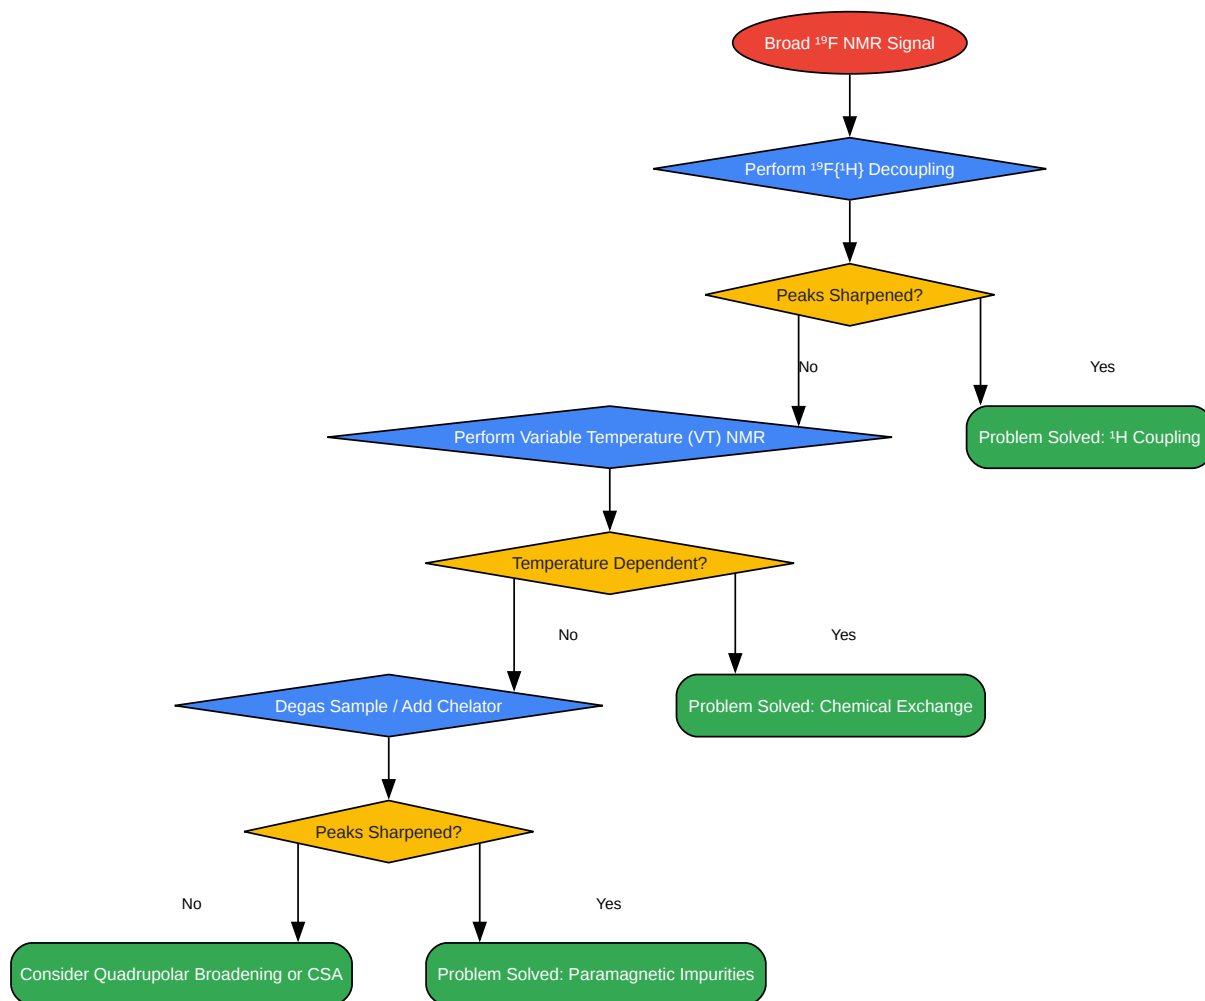 Broad ¹⁹F NMR Signal
Perform ¹⁹F{¹H} Decoupling
Peaks Sharpened?
No
Yes
Perform Variable Temperature (VT) NMR
Problem Solved: ¹H Coupling
Temperature Dependent?
No
Yes
Degas Sample / Add Chelator
Problem Solved: Chemical Exchange
Peaks Sharpened?
No
Yes
Consider Quadrupolar Broadening or CSA
Problem Solved: Paramagnetic Impurities